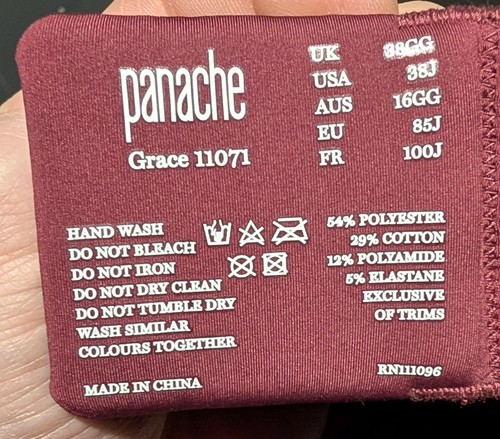 panache
Grace 11071
UK 38GG
USA 38J
AUS 16GG
EU 85J
FR 100J
HAND WASH
DO NOT BLEACH
DO NOT IRON
DO NOT DRY CLEAN
DO NOT TUMBLE DRY
WASH SIMILAR
COLOURS TOGETHER
54% POLYESTER
29% COTTON
12% POLYAMIDE
5% ELASTANE
EXCLUSIVE
OF TRIMS
MADE IN CHINA
RN111096